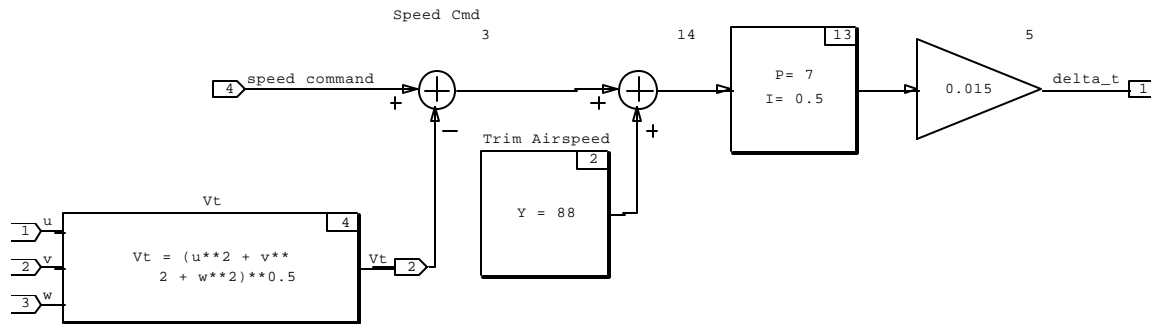 Speed Cmd
3
14
13
5
P= 7
I= 0.5
4
speed command
0.015
delta_t
1
+
+
−
+
Trim Airspeed
2
Y = 88
Vt
4
1
u
2
v
3
w
Vt = (u**2 + v**
2 + w**2)**0.5
Vt
2